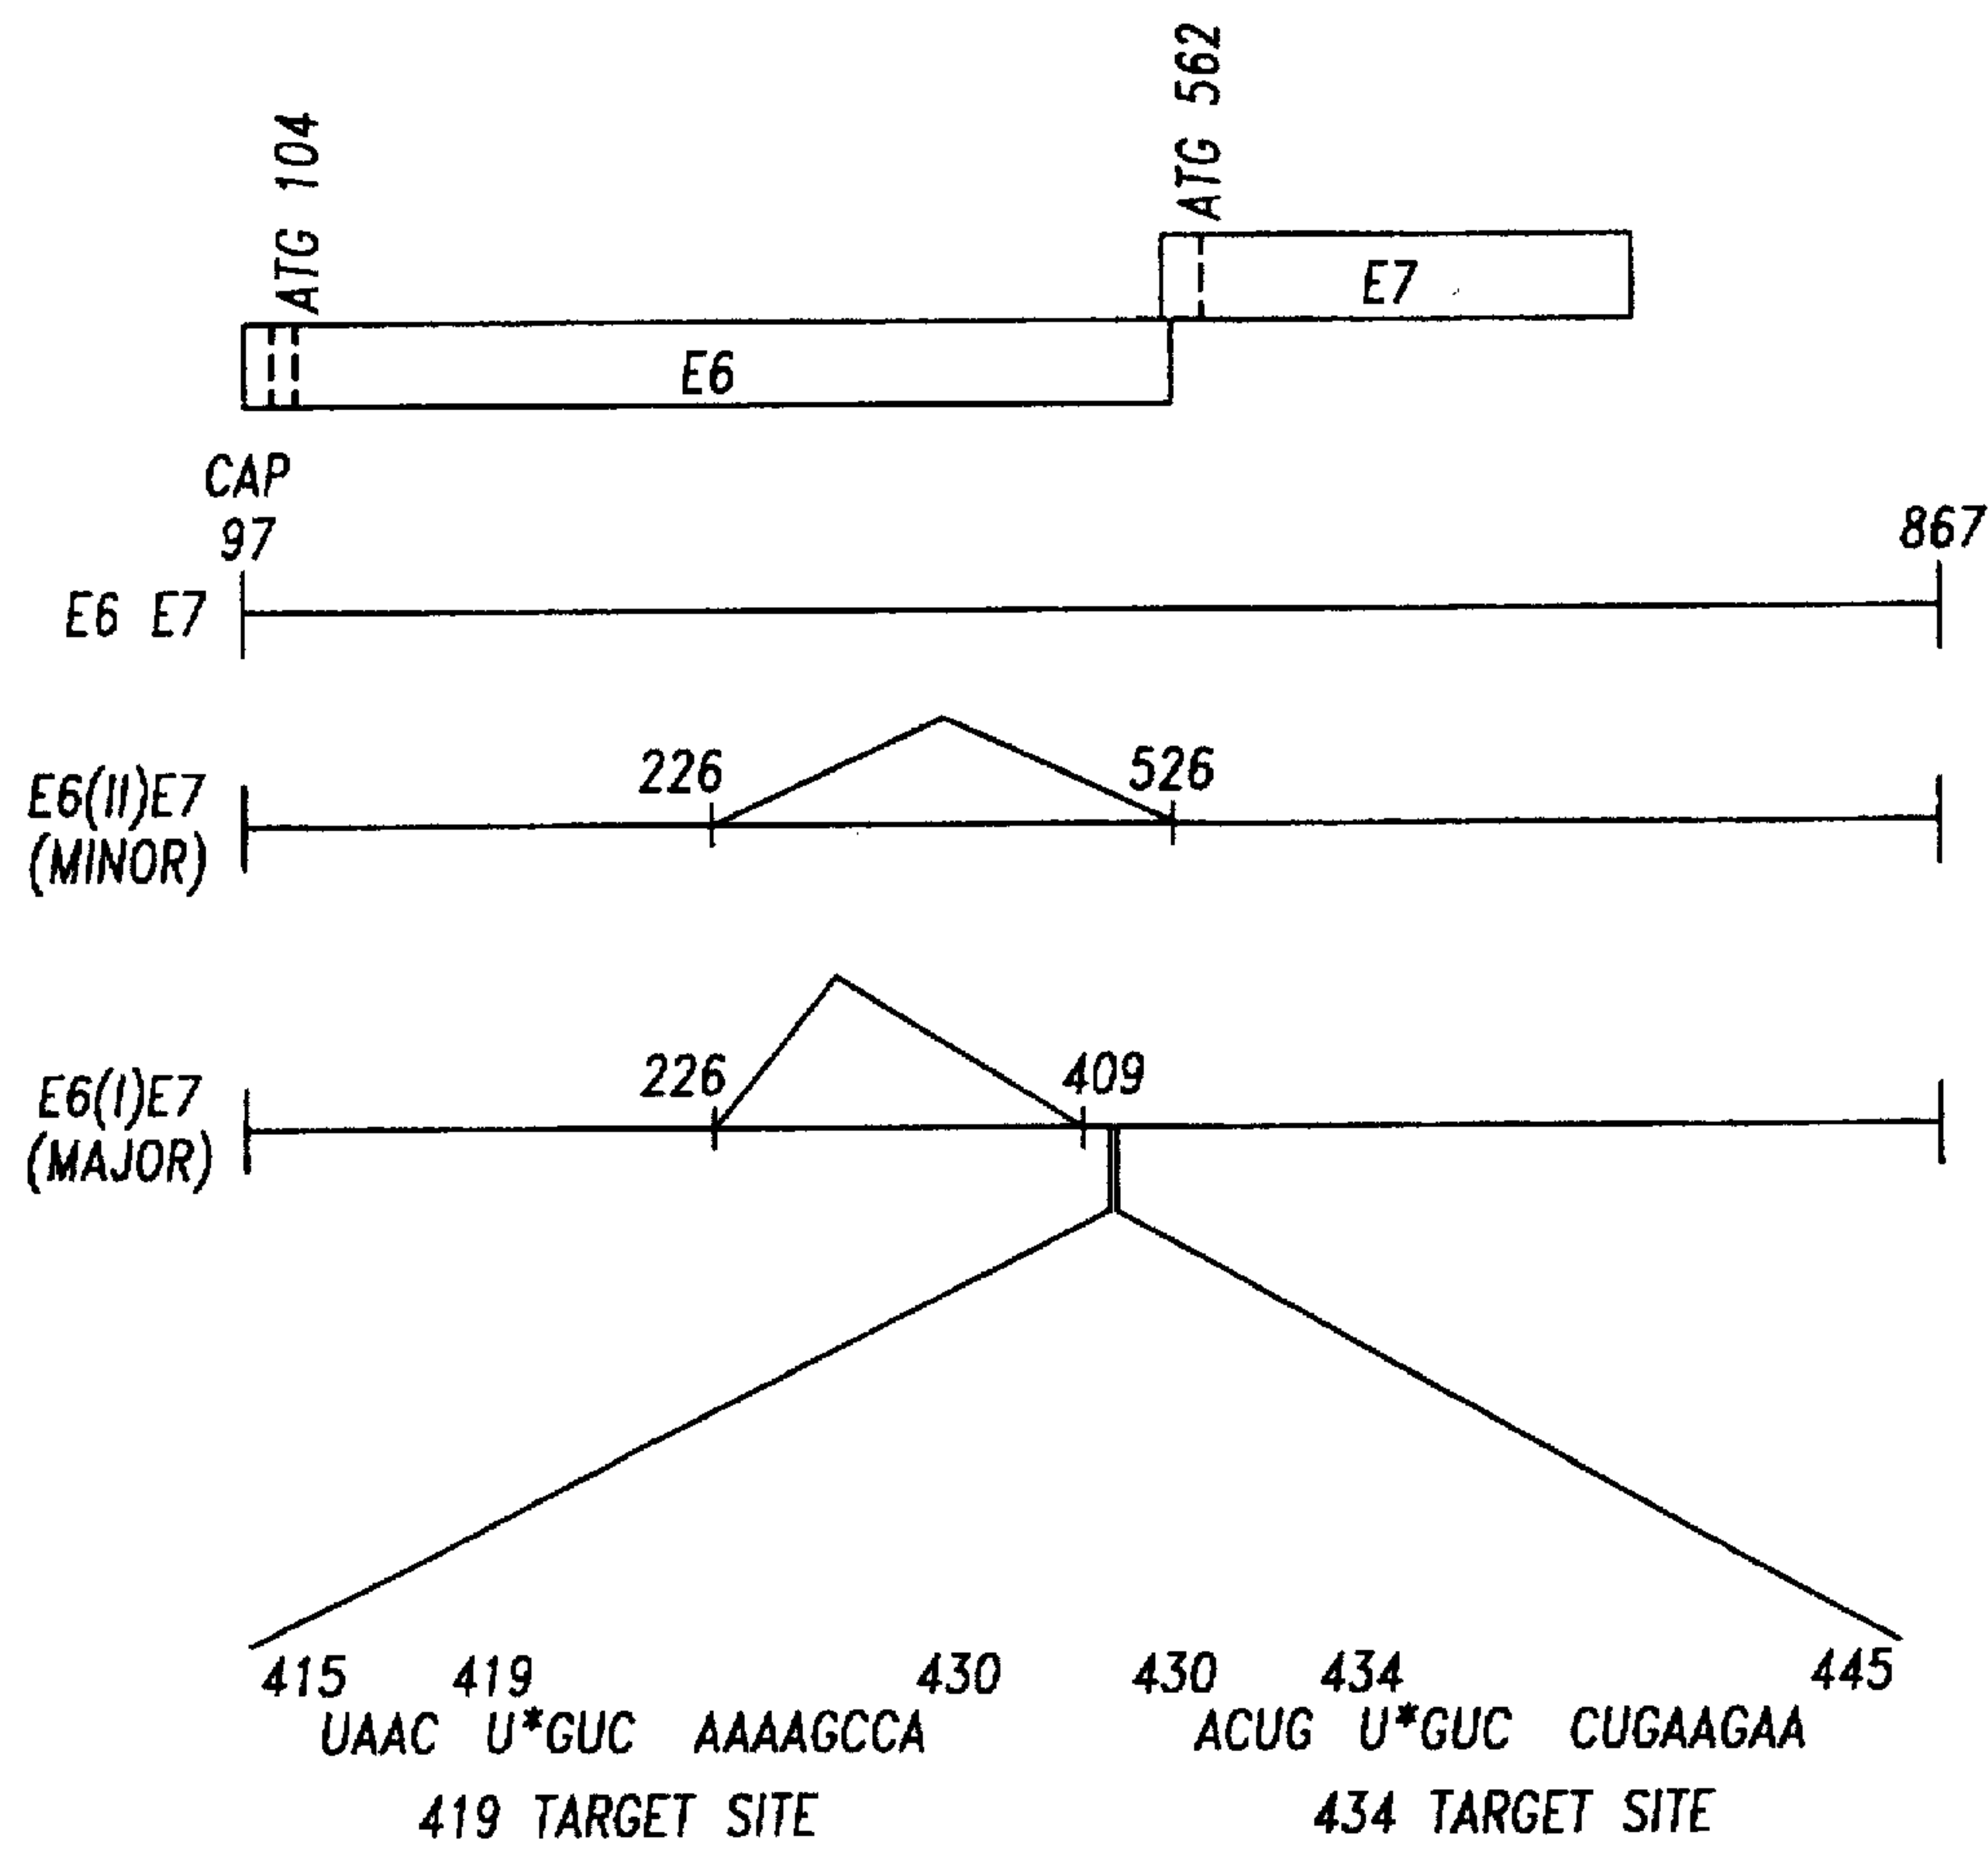 ATG 104
ATG 562
E7
E6
CAP
97
867
E6 E7
E6(II)E7
(MINOR)
226
526
E6(I)E7
(MAJOR)
226
409
415 419 430 430 434 445
UAAC U*GUC AAAAGCCA ACUG U*GUC CUGAAGAA
419 TARGET SITE 434 TARGET SITE